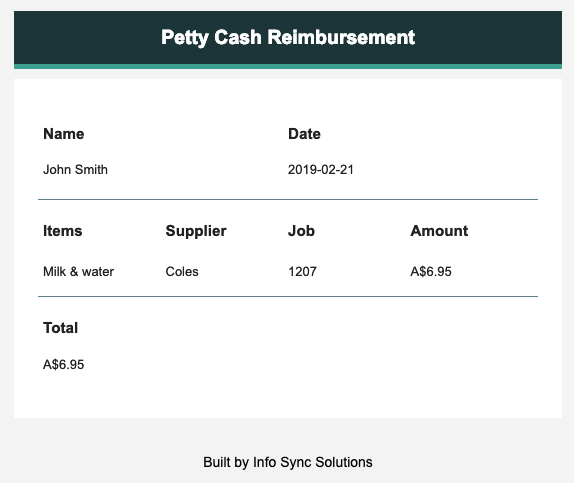 Petty Cash Reimbursement
Name Date
John Smith 2019-02-21
Items Supplier Job Amount
Milk & water Coles 1207 A$6.95
Total
A$6.95
Built by Info Sync Solutions